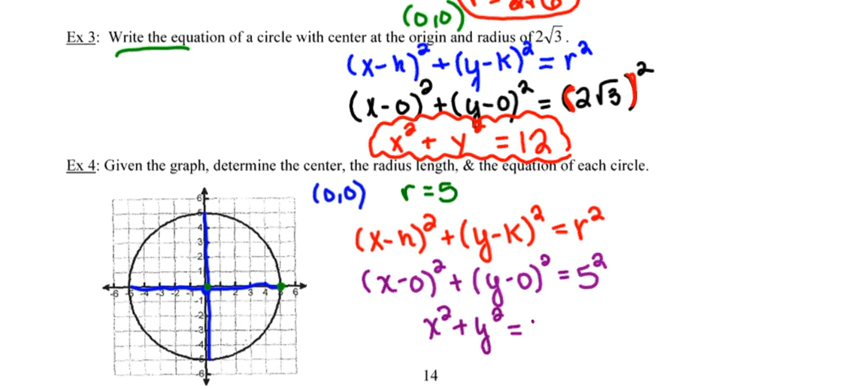 (0,0)
Ex 3: Write the equation of a circle with center at the origin and radius of 2√3.
(x-h)² + (y-k)² = r²
(x-0)² + (y-0)² = (2√3)²
x² + y² = 12
Ex 4: Given the graph, determine the center, the radius length, & the equation of each circle.
(0,0) r = 5
(x-h)² + (y-k)² = r²
(x-0)² + (y-0)² = 5²
x² + y² =
14